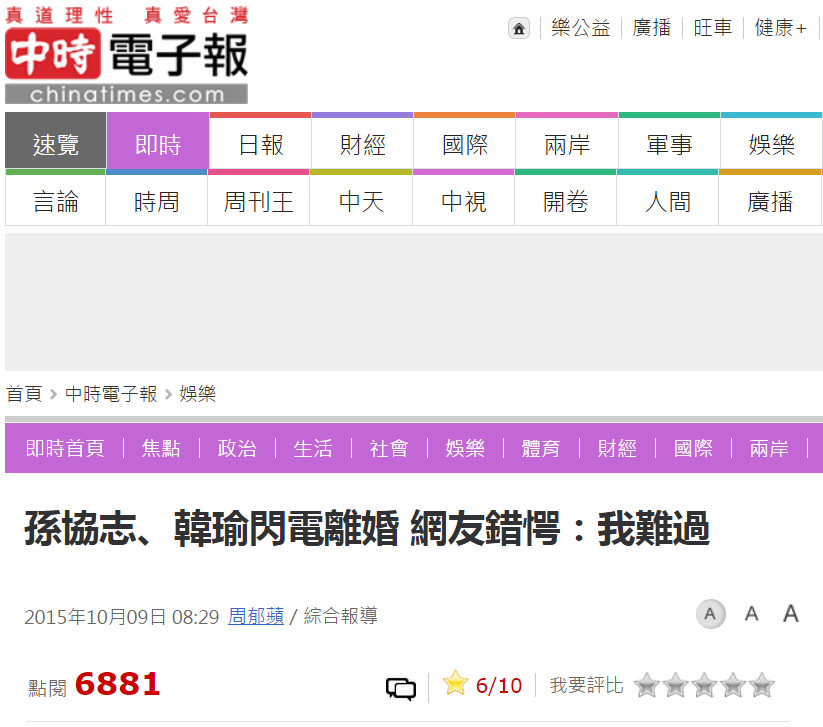 真道理性 真愛台灣
中時電子報
chinatimes.com
樂公益 廣播 旺車 健康+
速覽 即時 日報 財經 國際 兩岸 軍事 娛樂
言論 時周 周刊王 中天 中視 開卷 人間 廣播
首頁 > 中時電子報 > 娛樂
即時首頁 焦點 政治 生活 社會 娛樂 體育 財經 國際 兩岸
孫協志、韓瑜閃電離婚 網友錯愕：我難過
2015年10月09日 08:29 周郁蘋 / 綜合報導 A A A
點閱 6881 6/10 我要評比